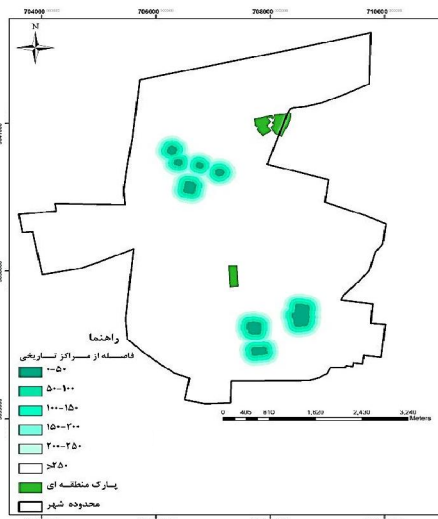 704000 706000 708000 710000
N
راهنما
فاصله از مراکز تاریخی
۰-۵۰
۵۰-۱۰۰
۱۰۰-۱۵۰
۱۵۰-۲۰۰
۲۰۰-۲۵۰
>۲۵۰
پارک منطقه ای
محدوده شهر
0 405 810 1,620 2,430 3,240
Meters